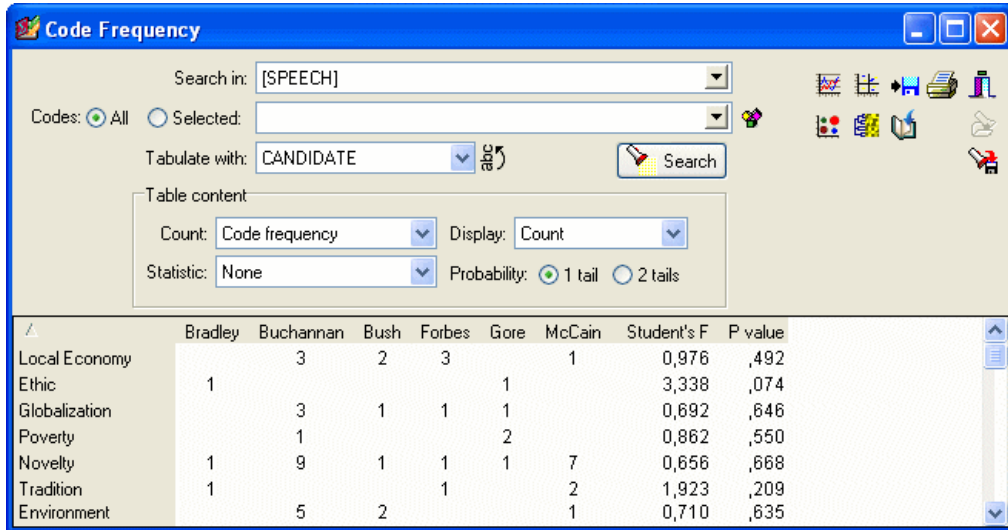 Code Frequency
Search in: [SPEECH]
Codes: All Selected:
Tabulate with: CANDIDATE abc Search
Table content
Count: Code frequency Display: Count
Statistic: None Probability: 1 tail 2 tails
Bradley Buchannan Bush Forbes Gore McCain Student's F P value
Local Economy 3 2 3 1 0,976 ,492
Ethic 1 1 3,338 ,074
Globalization 3 1 1 1 0,692 ,646
Poverty 1 2 0,862 ,550
Novelty 1 9 1 1 1 7 0,656 ,668
Tradition 1 1 2 1,923 ,209
Environment 5 2 1 0,710 ,635